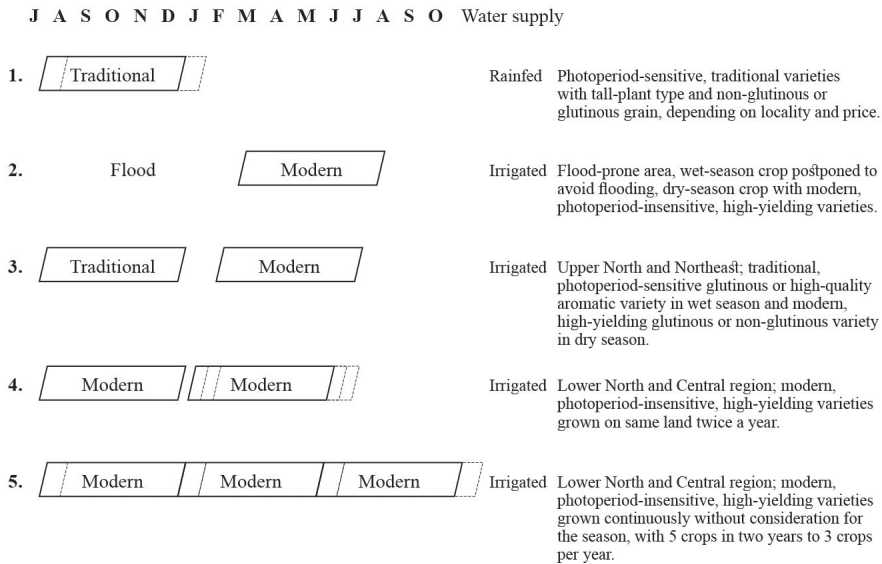 J A S O N D J F M A M J J A S O Water supply
1. Traditional Rainfed Photoperiod-sensitive, traditional varieties
with tall-plant type and non-glutinous or
glutinous grain, depending on locality and price.
2. Flood Modern Irrigated Flood-prone area, wet-season crop postponed to
avoid flooding, dry-season crop with modern,
photoperiod-insensitive, high-yielding varieties.
3. Traditional Modern Irrigated Upper North and Northeast; traditional,
photoperiod-sensitive glutinous or high-quality
aromatic variety in wet season and modern,
high-yielding glutinous or non-glutinous variety
in dry season.
4. Modern Modern Irrigated Lower North and Central region; modern,
photoperiod-insensitive, high-yielding varieties
grown on same land twice a year.
5. Modern Modern Modern Irrigated Lower North and Central region; modern,
photoperiod-insensitive, high-yielding varieties
grown continuously without consideration for
the season, with 5 crops in two years to 3 crops
per year.